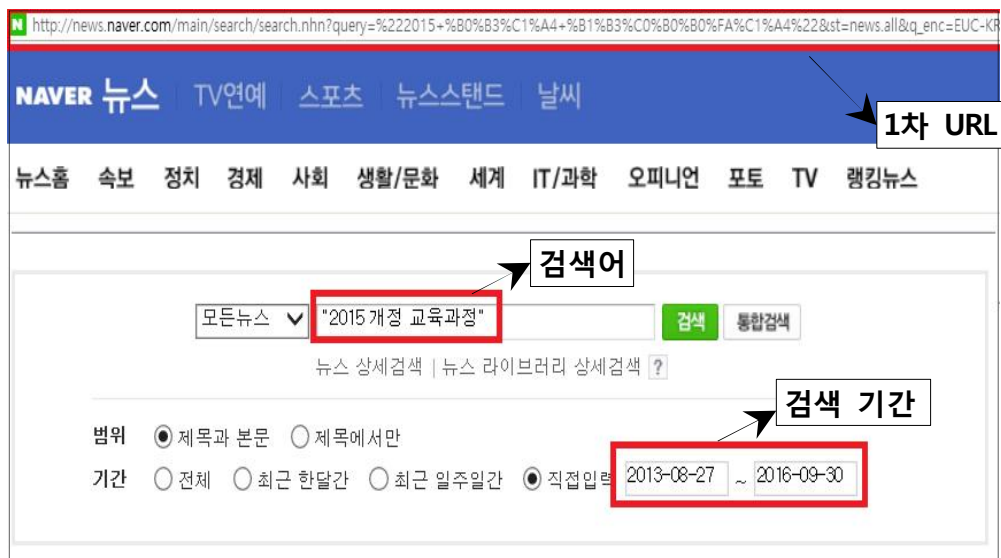 http://news.naver.com/main/search/search.nhn?query=%222015+%B0%B3%C1%A4+%B1%B3%C0%B0%B0%FA%C1%A4%22&st=news.all&q_enc=EUC-KR
NAVER 뉴스 TV연예 스포츠 뉴스스탠드 날씨
1차 URL
뉴스홈 속보 정치 경제 사회 생활/문화 세계 IT/과학 오피니언 포토 TV 랭킹뉴스
검색어
모든뉴스 "2015 개정 교육과정" 검색 통합검색
뉴스 상세검색 | 뉴스 라이브러리 상세검색 ?
검색 기간
범위 제목과 본문 제목에서만
기간 전체 최근 한달간 최근 일주일간 직접입력 2013-08-27 ~ 2016-09-30